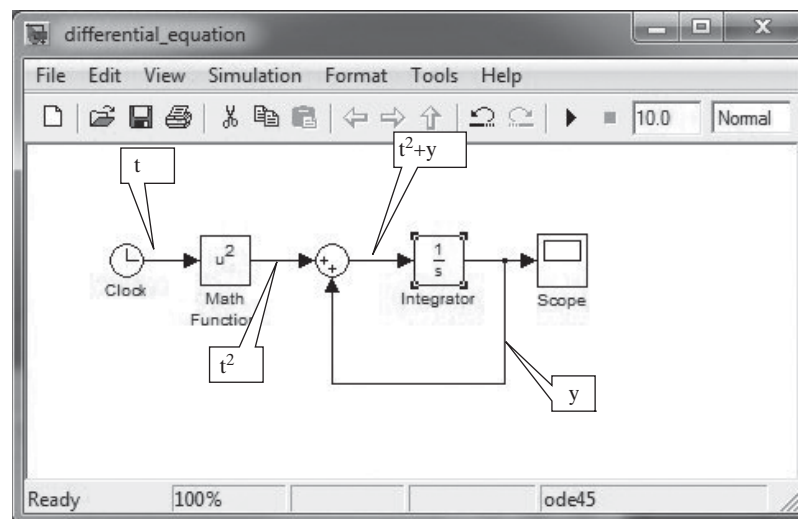 differential_equation
File Edit View Simulation Format Tools Help
10.0 Normal
t
t²+y
u²
+
+
1
s
Clock
Math
Function
Integrator
Scope
t²
y
Ready 100% ode45